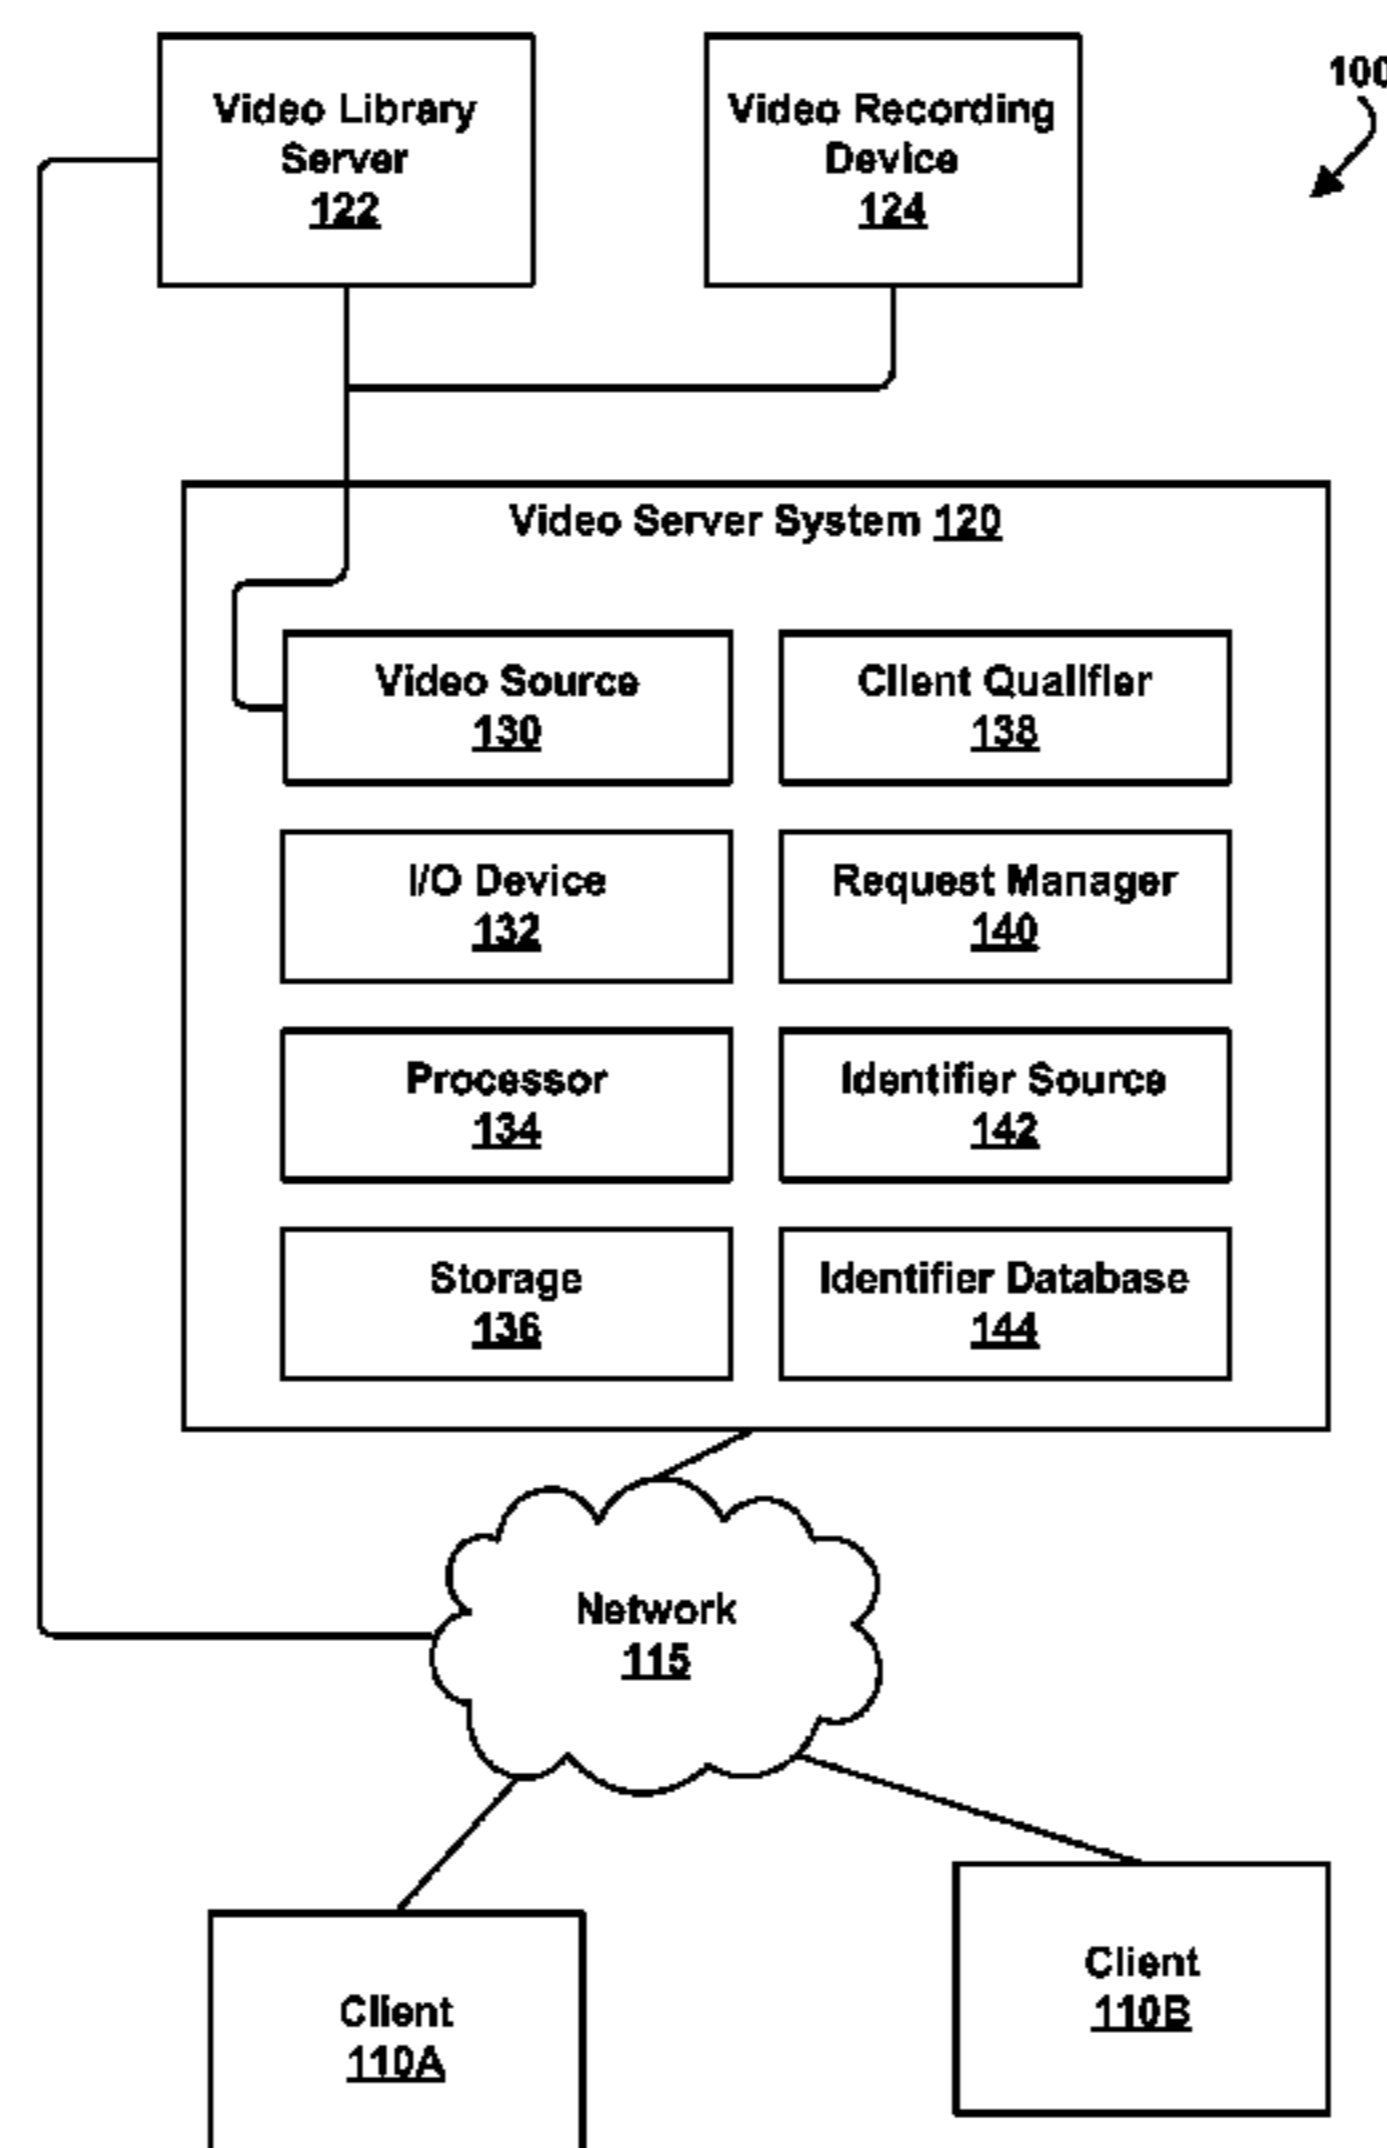 100
Video Library
Server
122
Video Recording
Device
124
Video Server System 120
Video Source
130
Client Qualifier
138
I/O Device
132
Request Manager
140
Processor
134
Identifier Source
142
Storage
136
Identifier Database
144
Network
115
Client
110B
Client
110A